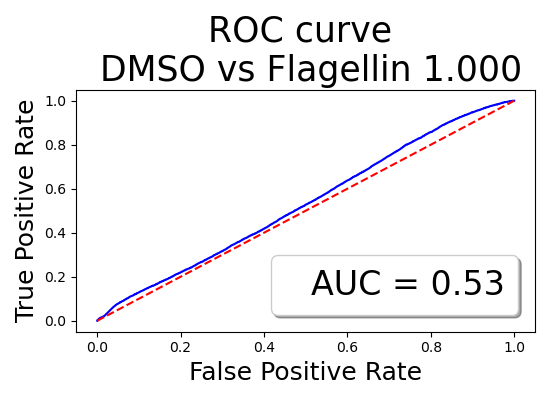 ROC curve
DMSO vs Flagellin 1.000
True Positive Rate
1.0
0.8
0.6
0.4
0.2
0.0
AUC = 0.53
0.0 0.2 0.4 0.6 0.8 1.0
False Positive Rate